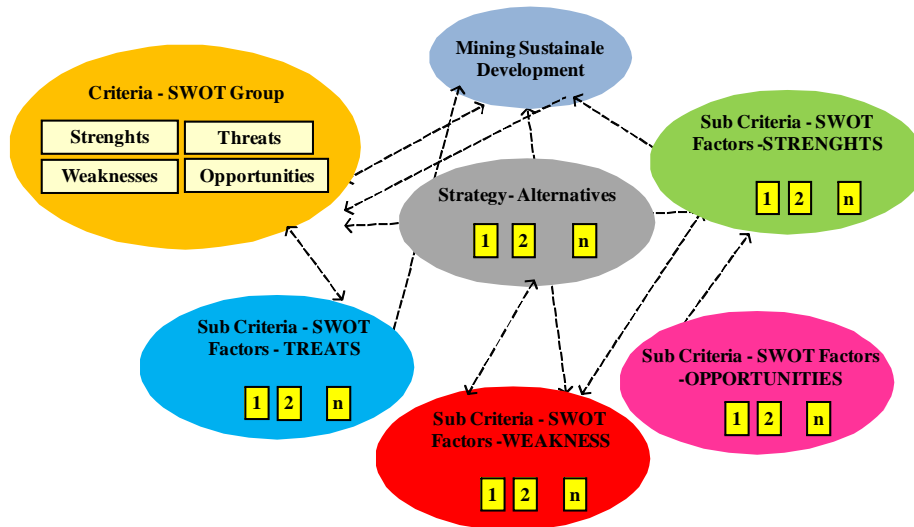 Mining Sustainale
Development
Criteria - SWOT Group
Strenghts
Threats
Weaknesses
Opportunities
Sub Criteria - SWOT
Factors -STRENGHTS
1 2 n
Strategy- Alternatives
1 2 n
Sub Criteria - SWOT
Factors - TREATS
1 2 n
Sub Criteria - SWOT Factors
-OPPORTUNITIES
1 2 n
Sub Criteria - SWOT
Factors -WEAKNESS
1 2 n